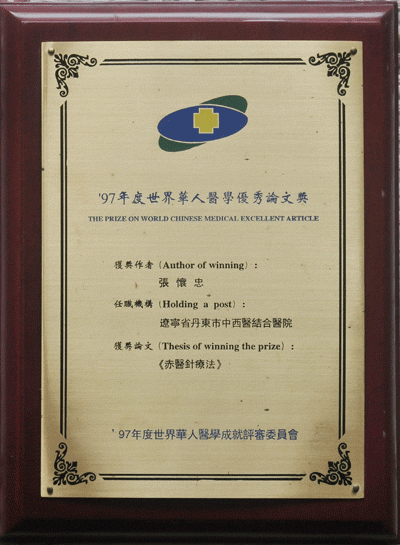 '97年度世界華人醫學優秀論文獎
THE PRIZE ON WORLD CHINESE MEDICAL EXCELLENT ARTICLE
獲獎作者 (Author of winning) :
張 懷 忠
任職機構 (Holding a post) :
遼寧省丹東市中西醫結合醫院
獲獎論文 (Thesis of winning the prize) :
《赤醫針療法》
'97年度世界華人醫學成就評審委員會